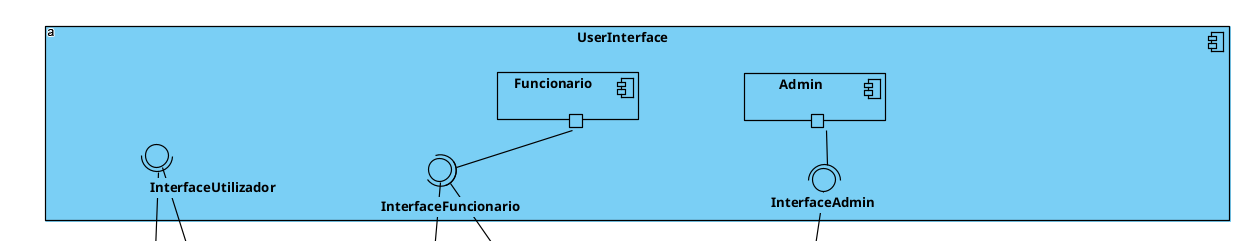 a
UserInterface
Funcionario
Admin
InterfaceUtilizador
InterfaceFuncionario
InterfaceAdmin